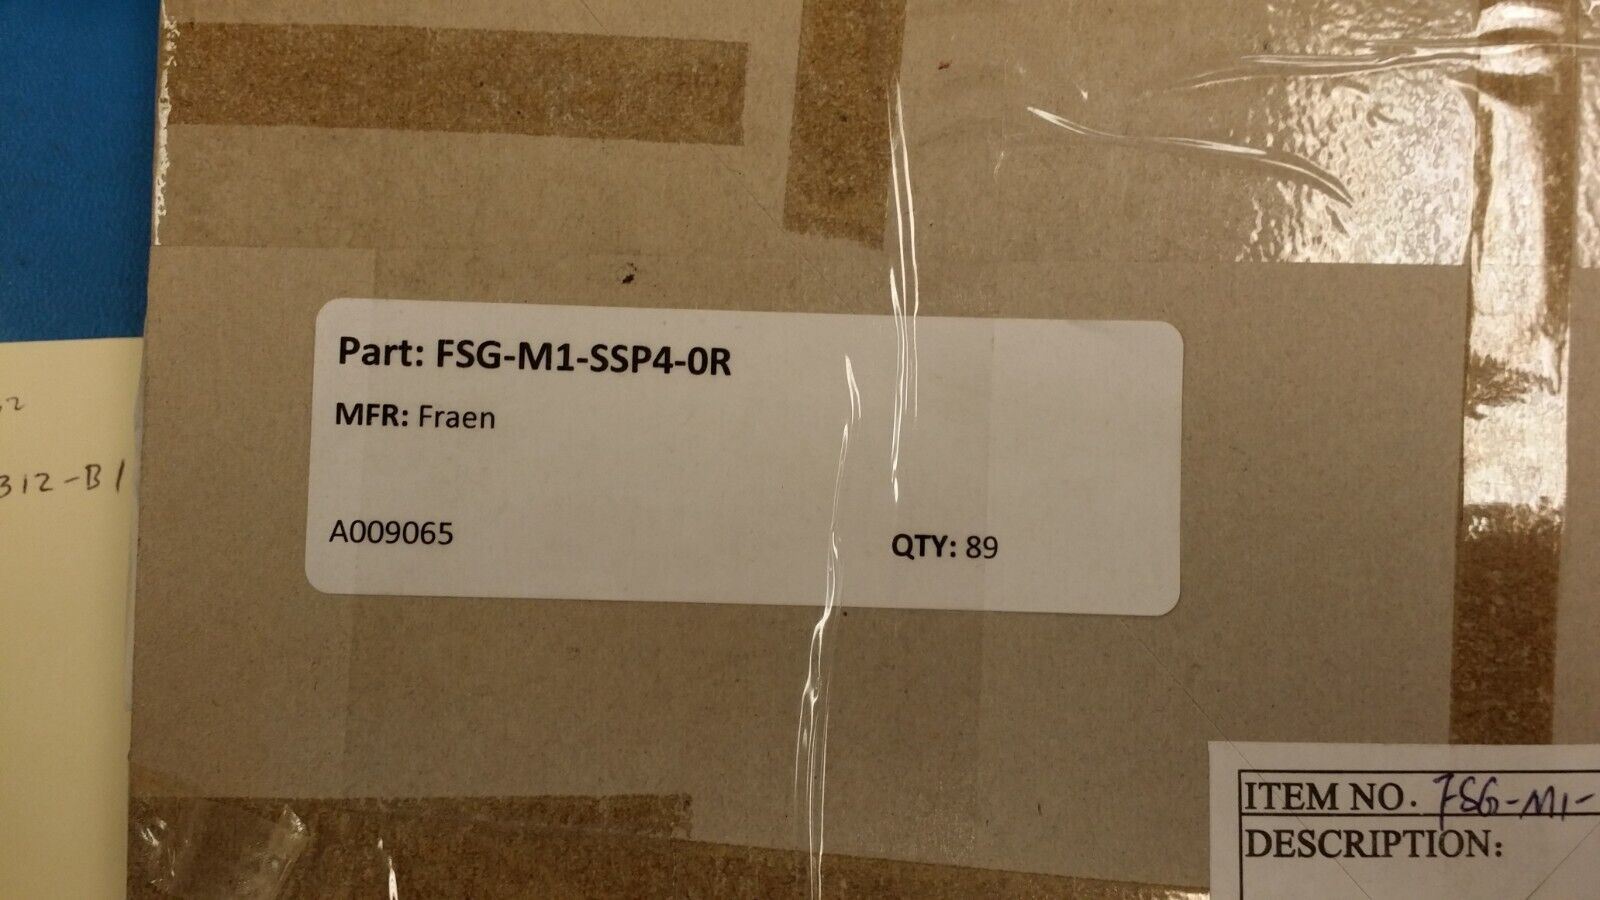 Part: FSG-M1-SSP4-0R
MFR: Fraen
A009065 QTY: 89
312-B1
ITEM NO. FSG-M1-
DESCRIPTION: